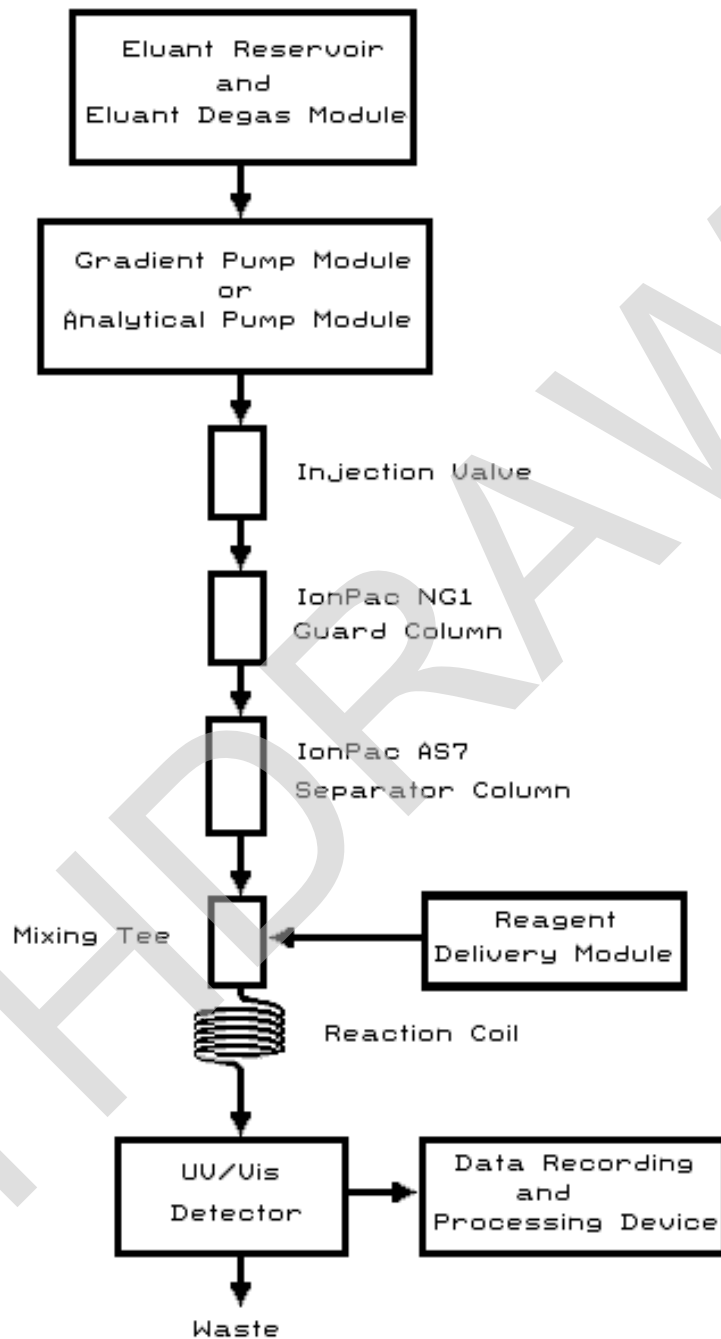 Eluant Reservoir
and
Eluant Degas Module
Gradient Pump Module
or
Analytical Pump Module
Injection Valve
IonPac NG1
Guard Column
IonPac AS7
Separator Column
Mixing Tee
Reagent
Delivery Module
Reaction Coil
UV/Vis
Detector
Data Recording
and
Processing Device
Waste